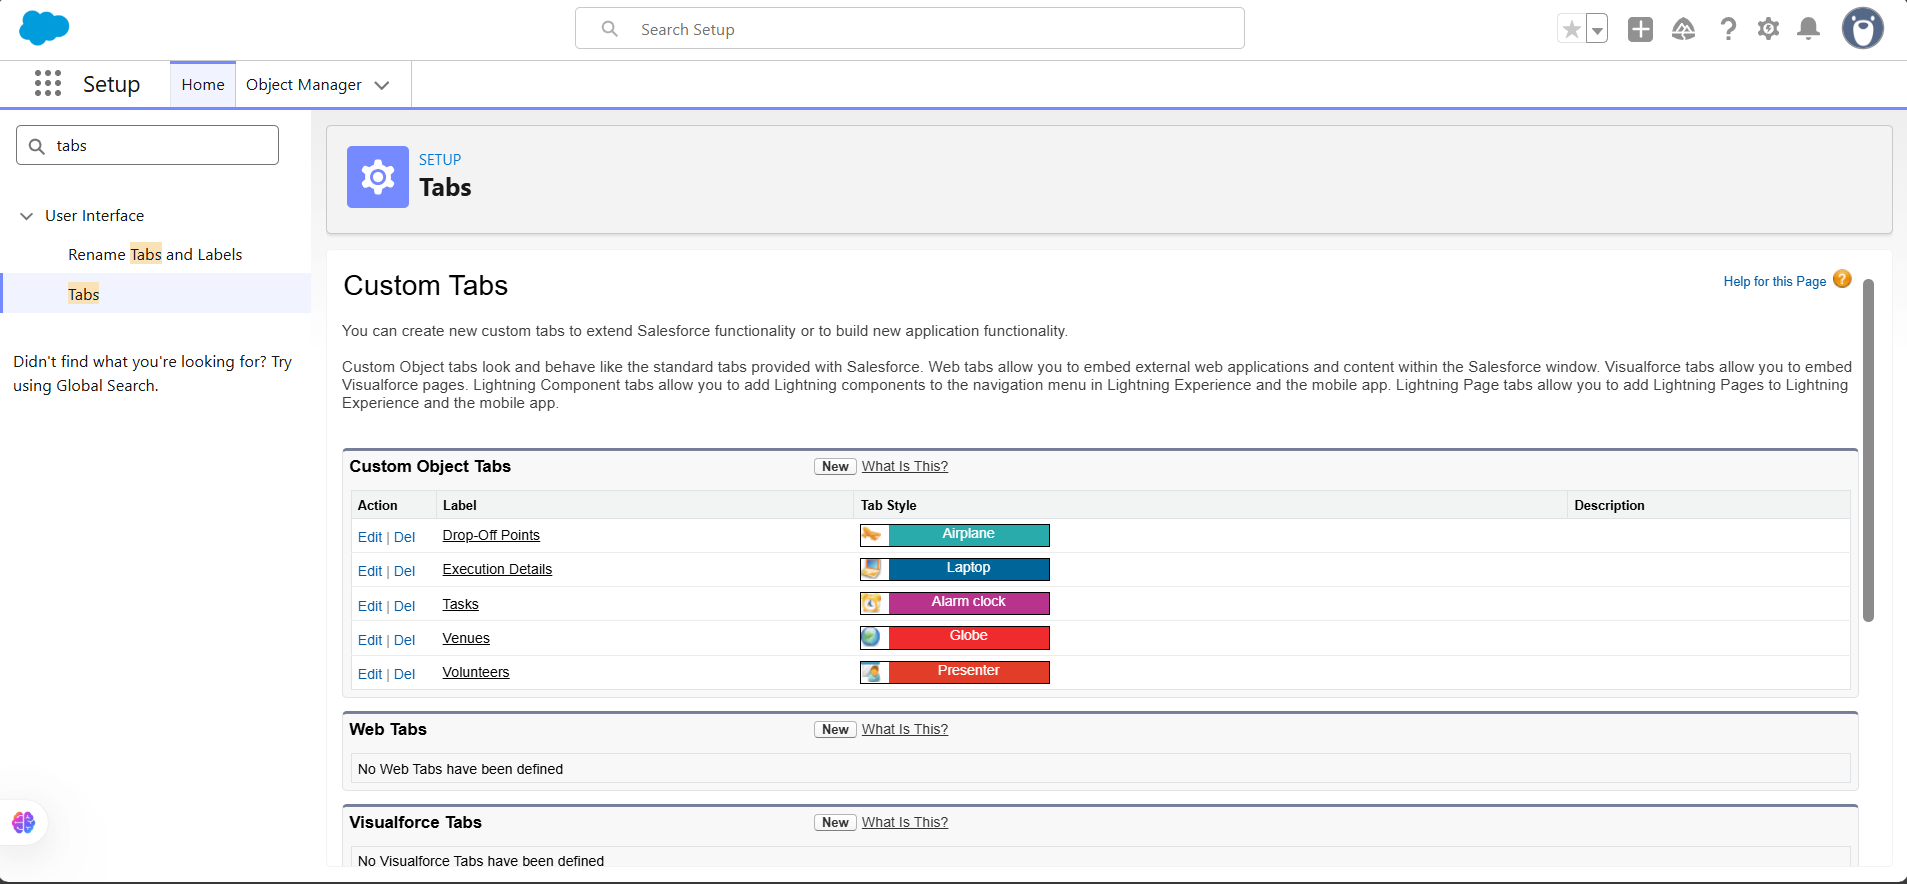 Search Setup
Setup
Home
Object Manager
tabs
User Interface
Rename Tabs and Labels
Tabs
Didn't find what you're looking for? Try
using Global Search.
SETUP
Tabs
Custom Tabs
Help for this Page
You can create new custom tabs to extend Salesforce functionality or to build new application functionality.
Custom Object tabs look and behave like the standard tabs provided with Salesforce. Web tabs allow you to embed external web applications and content within the Salesforce window. Visualforce tabs allow you to embed
Visualforce pages. Lightning Component tabs allow you to add Lightning components to the navigation menu in Lightning Experience and the mobile app. Lightning Page tabs allow you to add Lightning Pages to Lightning
Experience and the mobile app.
Custom Object Tabs New What Is This?
Action Label Tab Style Description
Edit | Del Drop-Off Points Airplane
Edit | Del Execution Details Laptop
Edit | Del Tasks Alarm clock
Edit | Del Venues Globe
Edit | Del Volunteers Presenter
Web Tabs New What Is This?
No Web Tabs have been defined
Visualforce Tabs New What Is This?
No Visualforce Tabs have been defined